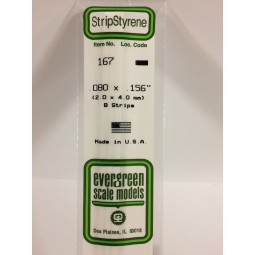 StripStyrene
Item No. Loc. Code
167
.080 x .156"
(2.0 x 4.0 mm)
8 Strips
Made in U.S.A.
evergreen
scale models
Des Plaines, IL 60018